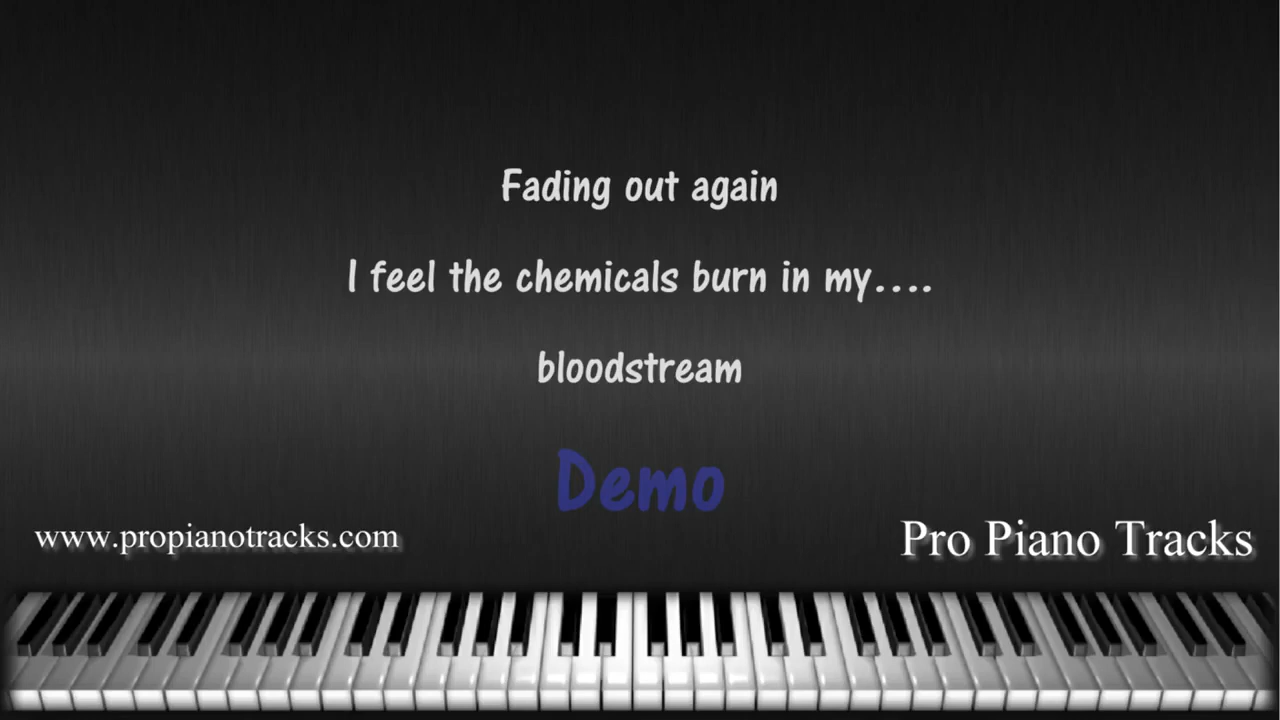 Fading out again
I feel the chemicals burn in my....
bloodstream
Demo
www.propianotracks.com
Pro Piano Tracks